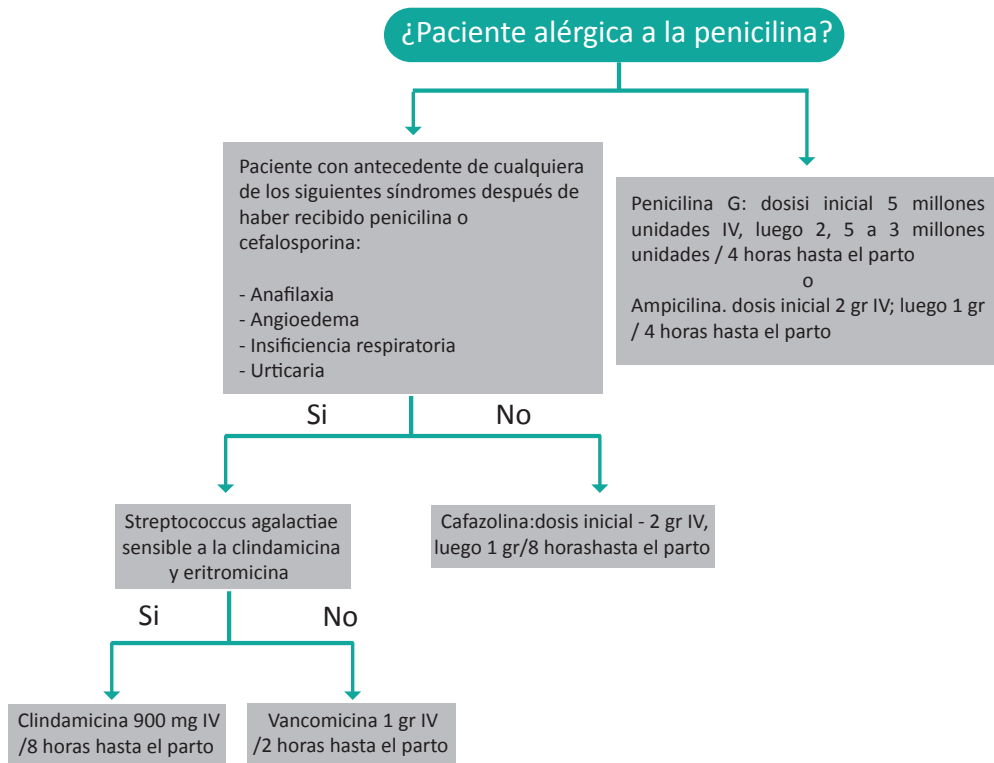 ¿Paciente alérgica a la penicilina?
Paciente con antecedente de cualquiera
de los siguientes síndromes después de
haber recibido penicilina o
cefalosporina:
- Anafilaxia
- Angioedema
- Insificiencia respiratoria
- Urticaria
Penicilina G: dosisi inicial 5 millones
unidades IV, luego 2, 5 a 3 millones
unidades / 4 horas hasta el parto
o
Ampicilina. dosis inicial 2 gr IV; luego 1 gr
/ 4 horas hasta el parto
Si
No
Streptococcus agalactiae
sensible a la clindamicina
y eritromicina
Cafazolina:dosis inicial - 2 gr IV,
luego 1 gr/8 horashasta el parto
Si
No
Clindamicina 900 mg IV
/8 horas hasta el parto
Vancomicina 1 gr IV
/2 horas hasta el parto